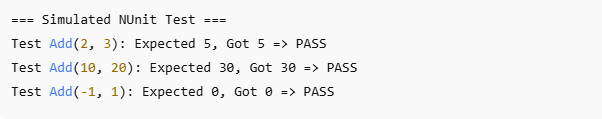 === Simulated NUnit Test ===
Test Add(2, 3): Expected 5, Got 5 => PASS
Test Add(10, 20): Expected 30, Got 30 => PASS
Test Add(-1, 1): Expected 0, Got 0 => PASS